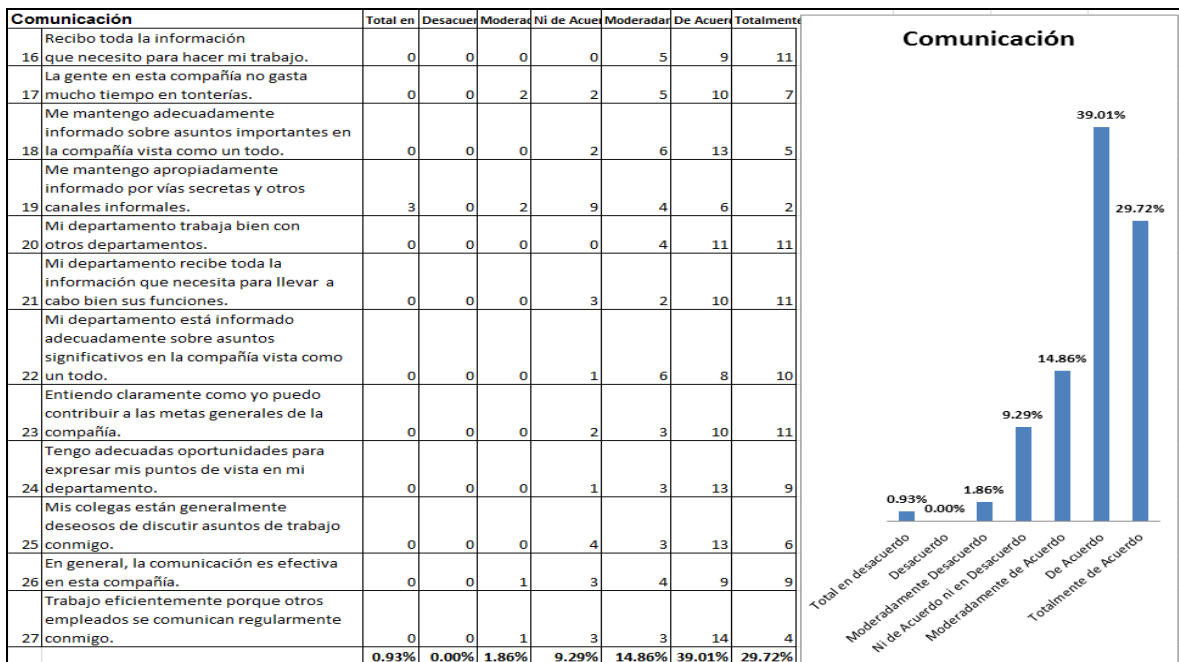 Comunicación Total en Desacuer Moderad Ni de Acuer Moderadar De Acuerd Totalmente
Recibo toda la información
16 que necesito para hacer mi trabajo. 0 0 0 0 5 9 11
La gente en esta compañía no gasta
17 mucho tiempo en tonterías. 0 0 2 2 5 10 7
Me mantengo adecuadamente
informado sobre asuntos importantes en
18 la compañía vista como un todo. 0 0 0 2 6 13 5
Me mantengo apropiadamente
informado por vías secretas y otros
19 canales informales. 3 0 2 9 4 6 2
Mi departamento trabaja bien con
20 otros departamentos. 0 0 0 0 4 11 11
Mi departamento recibe toda la
información que necesita para llevar a
21 cabo bien sus funciones. 0 0 0 3 2 10 11
Mi departamento está informado
adecuadamente sobre asuntos
significativos en la compañía vista como
22 un todo. 0 0 0 1 6 8 10
Entiendo claramente como yo puedo
contribuir a las metas generales de la
23 compañía. 0 0 0 2 3 10 11
Tengo adecuadas oportunidades para
expresar mis puntos de vista en mi
24 departamento. 0 0 0 1 3 13 9
Mis colegas están generalmente
deseosos de discutir asuntos de trabajo
25 conmigo. 0 0 0 4 3 13 6
En general, la comunicación es efectiva
26 en esta compañía. 0 0 1 3 4 9 9
Trabajo eficientemente porque otros
empleados se comunican regularmente
27 conmigo. 0 0 1 3 3 14 4
0.93% 0.00% 1.86% 9.29% 14.86% 39.01% 29.72%
Comunicación
39.01%
29.72%
14.86%
9.29%
1.86%
0.93%
0.00%
Total en desacuerdo
Desacuerdo
Moderadamente Desacuerdo
Ni de Acuerdo ni en Desacuerdo
Moderadamente de Acuerdo
De Acuerdo
Totalmente de Acuerdo